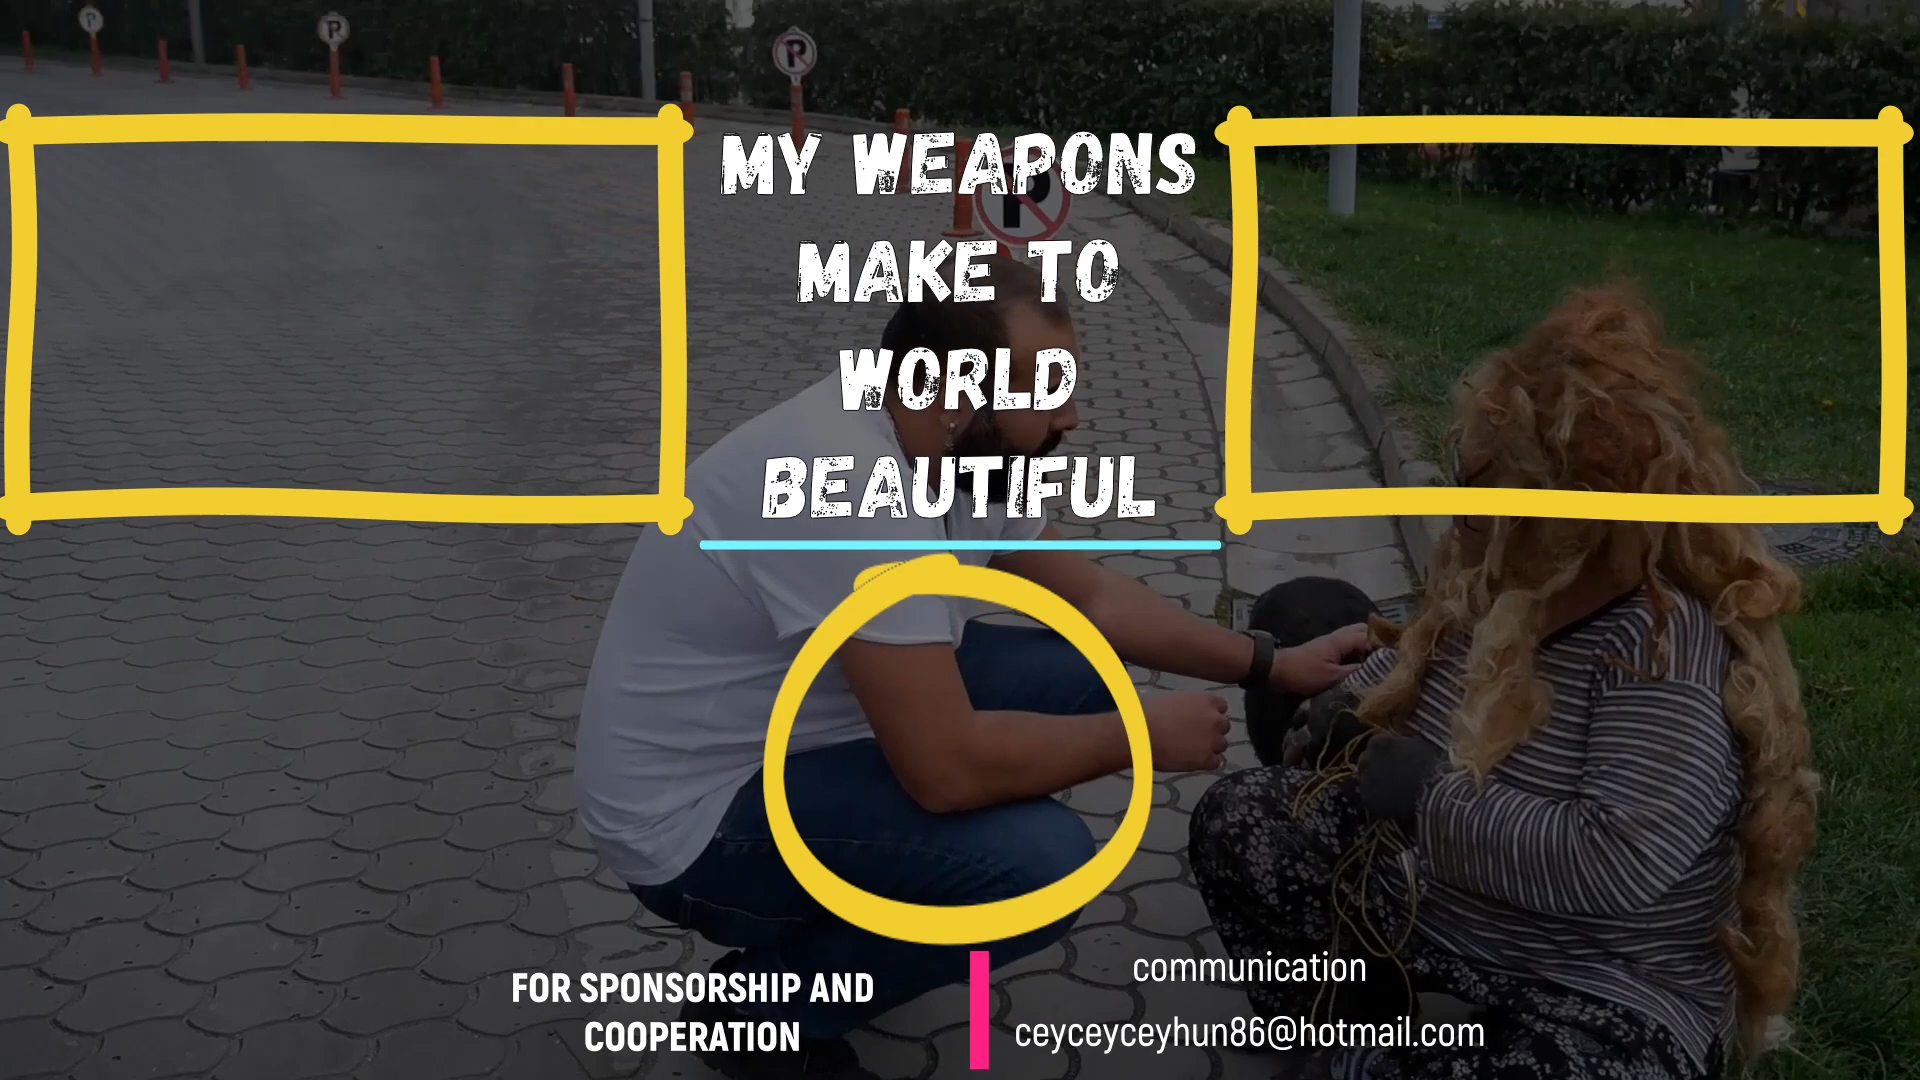 MY WEAPONS
MAKE TO
WORLD
BEAUTIFUL
FOR SPONSORSHIP AND
COOPERATION
communication
ceyceyceyhun86@hotmail.com
P
P
P
P